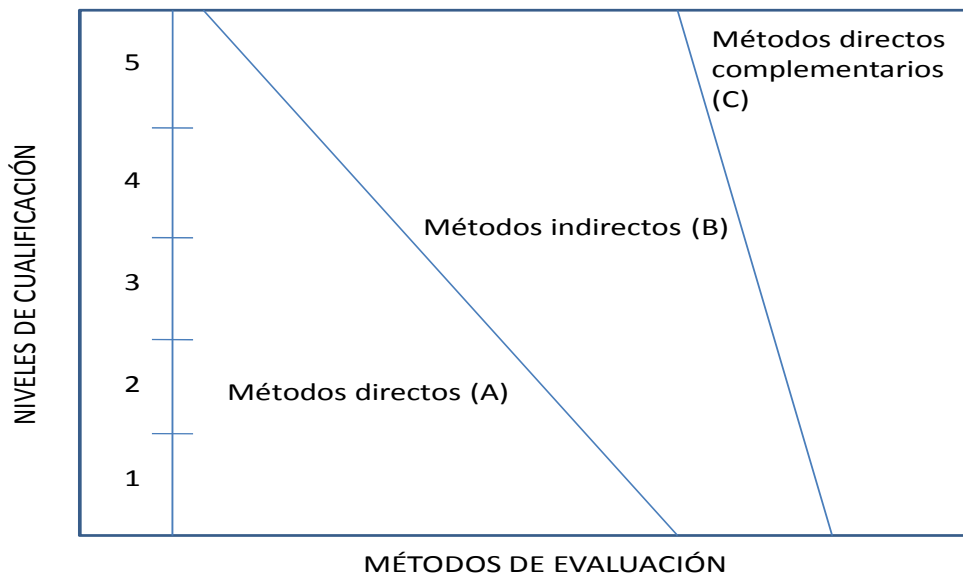 NIVELES DE CUALIFICACIÓN
5
4
3
2
1
Métodos directos
complementarios
(C)
Métodos indirectos (B)
Métodos directos (A)
MÉTODOS DE EVALUACIÓN